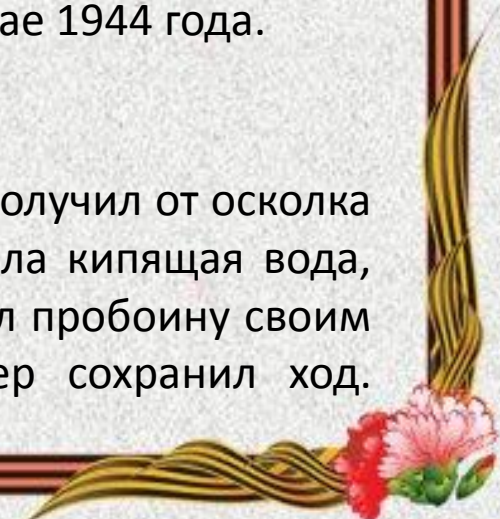 ае 1944 года.
олучил от осколка
ла кипящая вода,
л пробоину своим
ер сохранил ход.